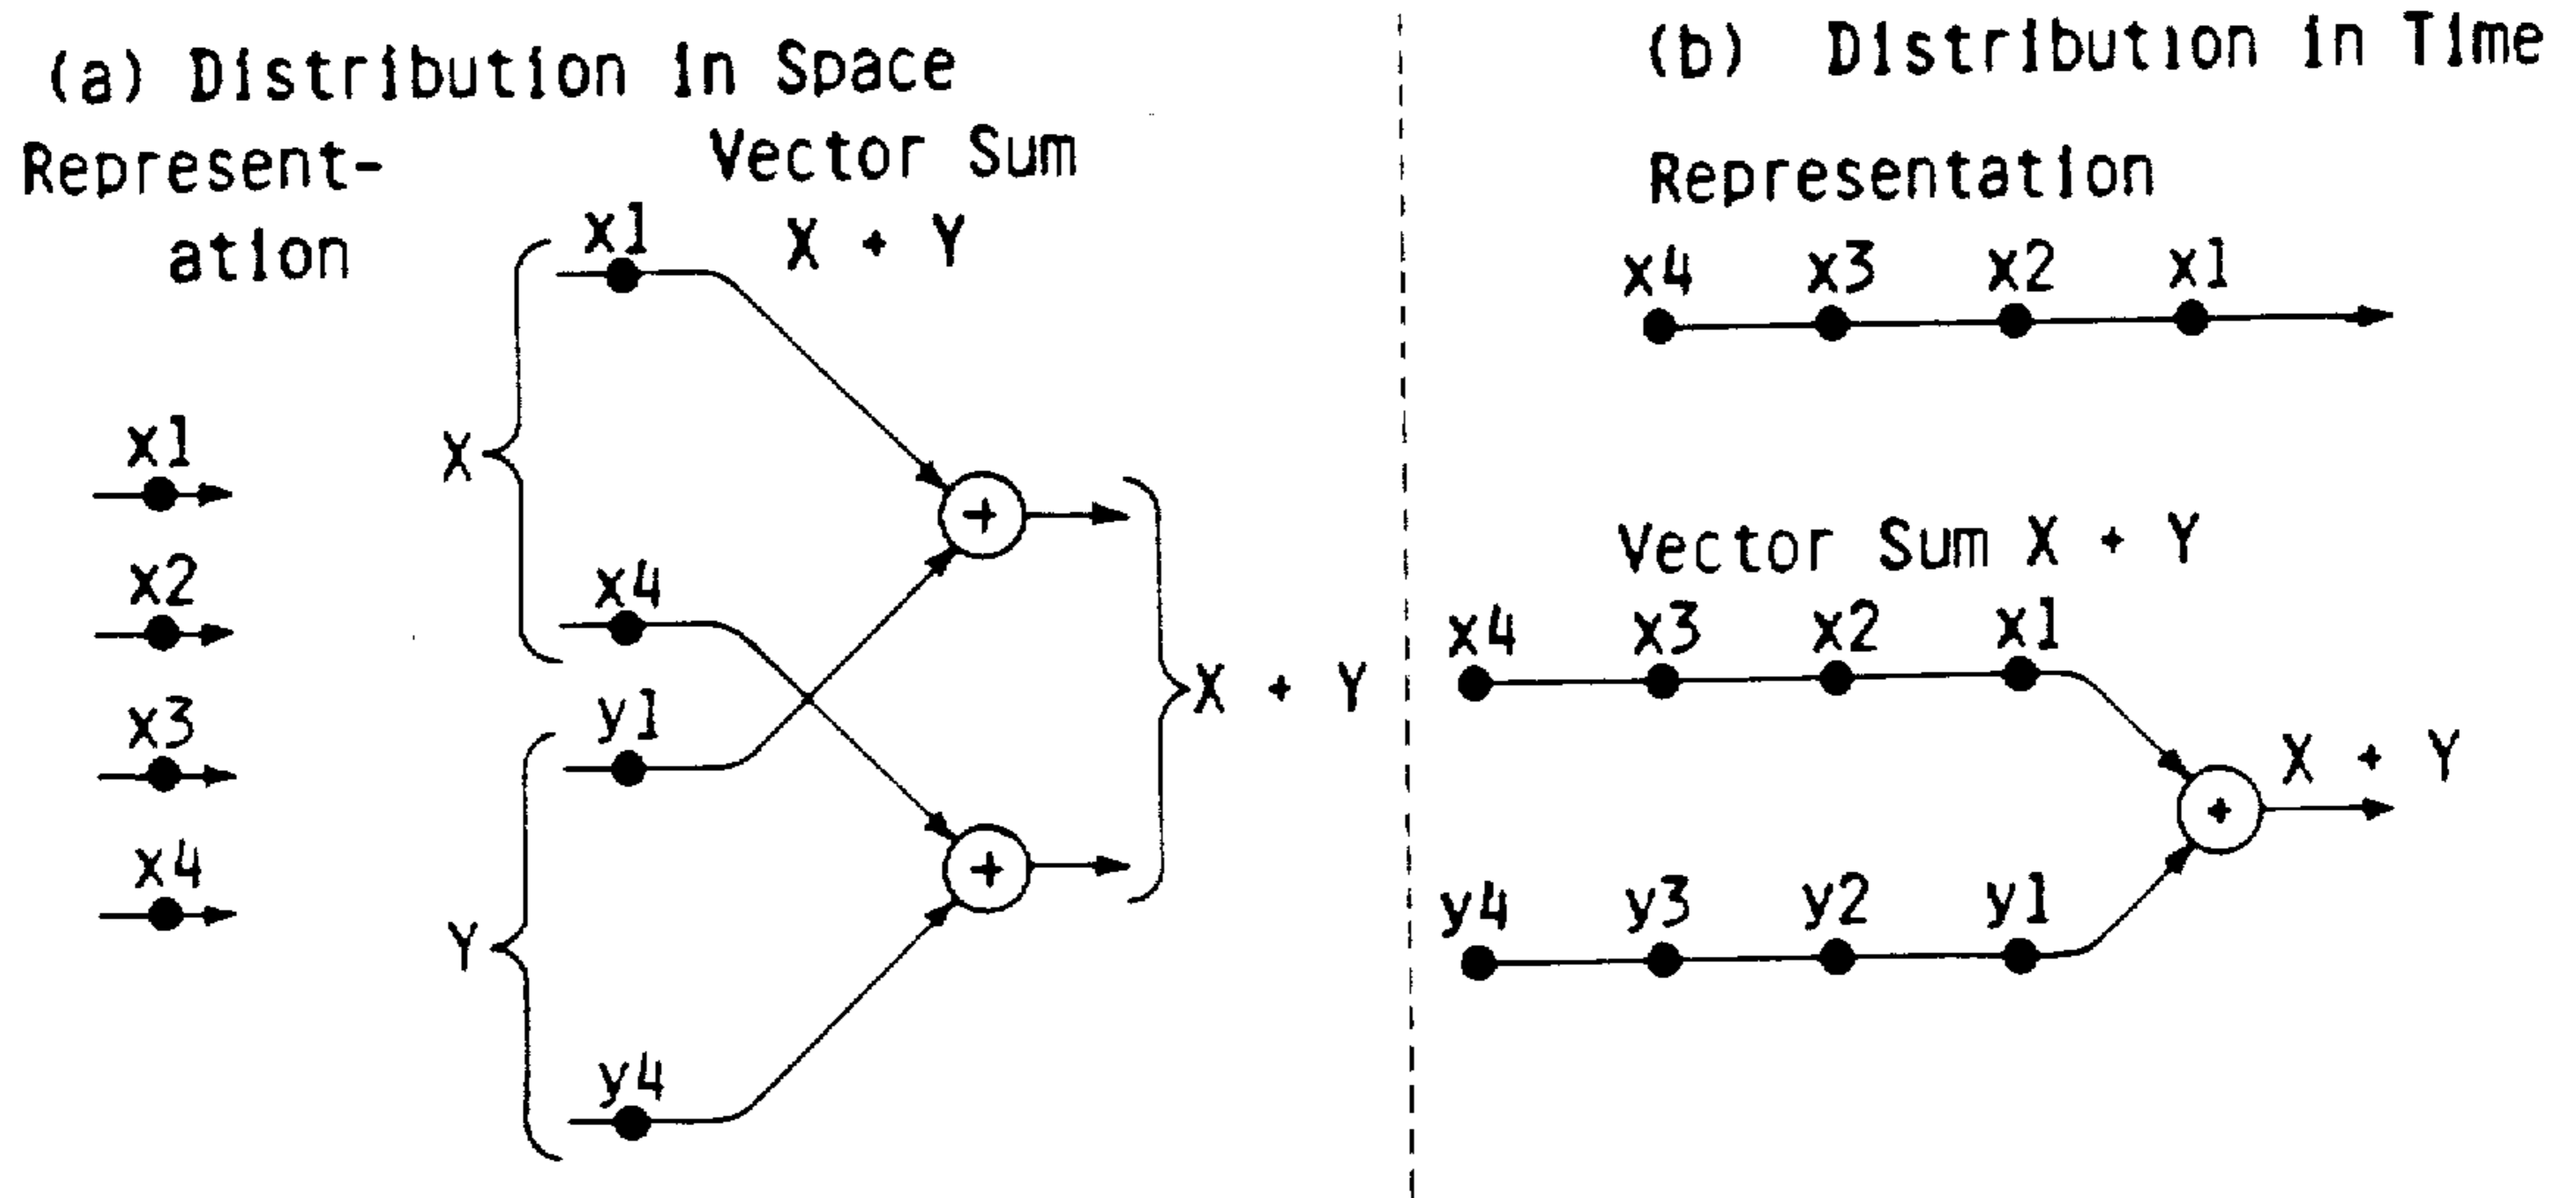 (a) Distribution in Space
Represent-
ation
Vector Sum
X + Y
x1
x2
x3
x4
X
x1
x4
Y
y1
y4
+
+
X + Y
(b) Distribution in Time
Representation
x4 x3 x2 x1
Vector Sum X + Y
x4 x3 x2 x1
+
X + Y
y4 y3 y2 y1